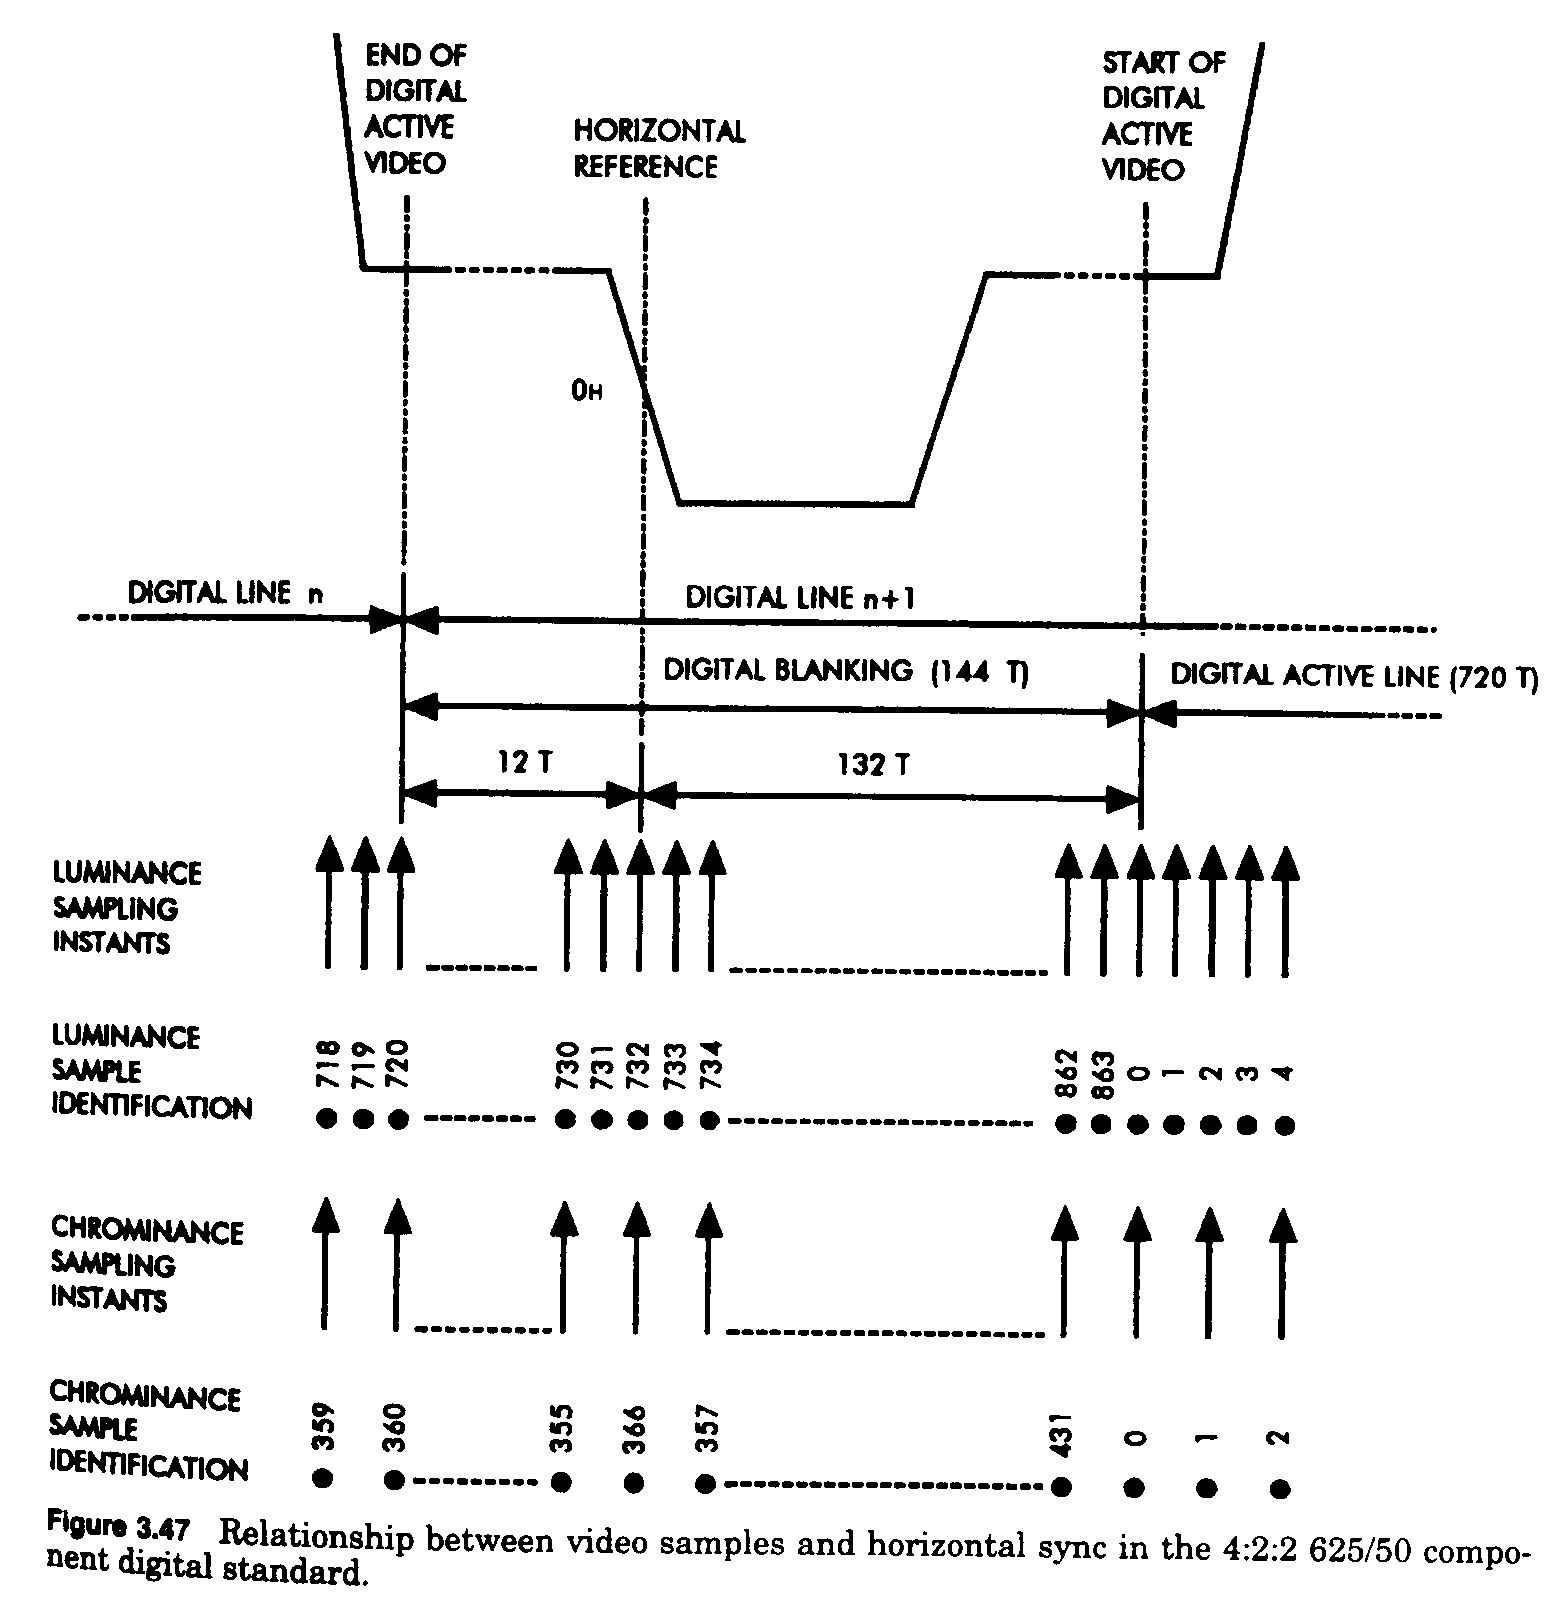 END OF
DIGITAL
ACTIVE
VIDEO
HORIZONTAL
REFERENCE
START OF
DIGITAL
ACTIVE
VIDEO
OH
DIGITAL LINE n
DIGITAL LINE n+1
DIGITAL BLANKING (144 T)
DIGITAL ACTIVE LINE (720 T)
12 T
132 T
LUMINANCE
SAMPLING
INSTANTS
LUMINANCE
SAMPLE
IDENTIFICATION
718 719 720 730 731 732 733 734 862 863 0 1 2 3 4
CHROMINANCE
SAMPLING
INSTANTS
CHROMINANCE
SAMPLE
IDENTIFICATION
359 360 355 366 357 431 0 1 2
Figure 3.47 Relationship between video samples and horizontal sync in the 4:2:2 625/50 compo-
nent digital standard.